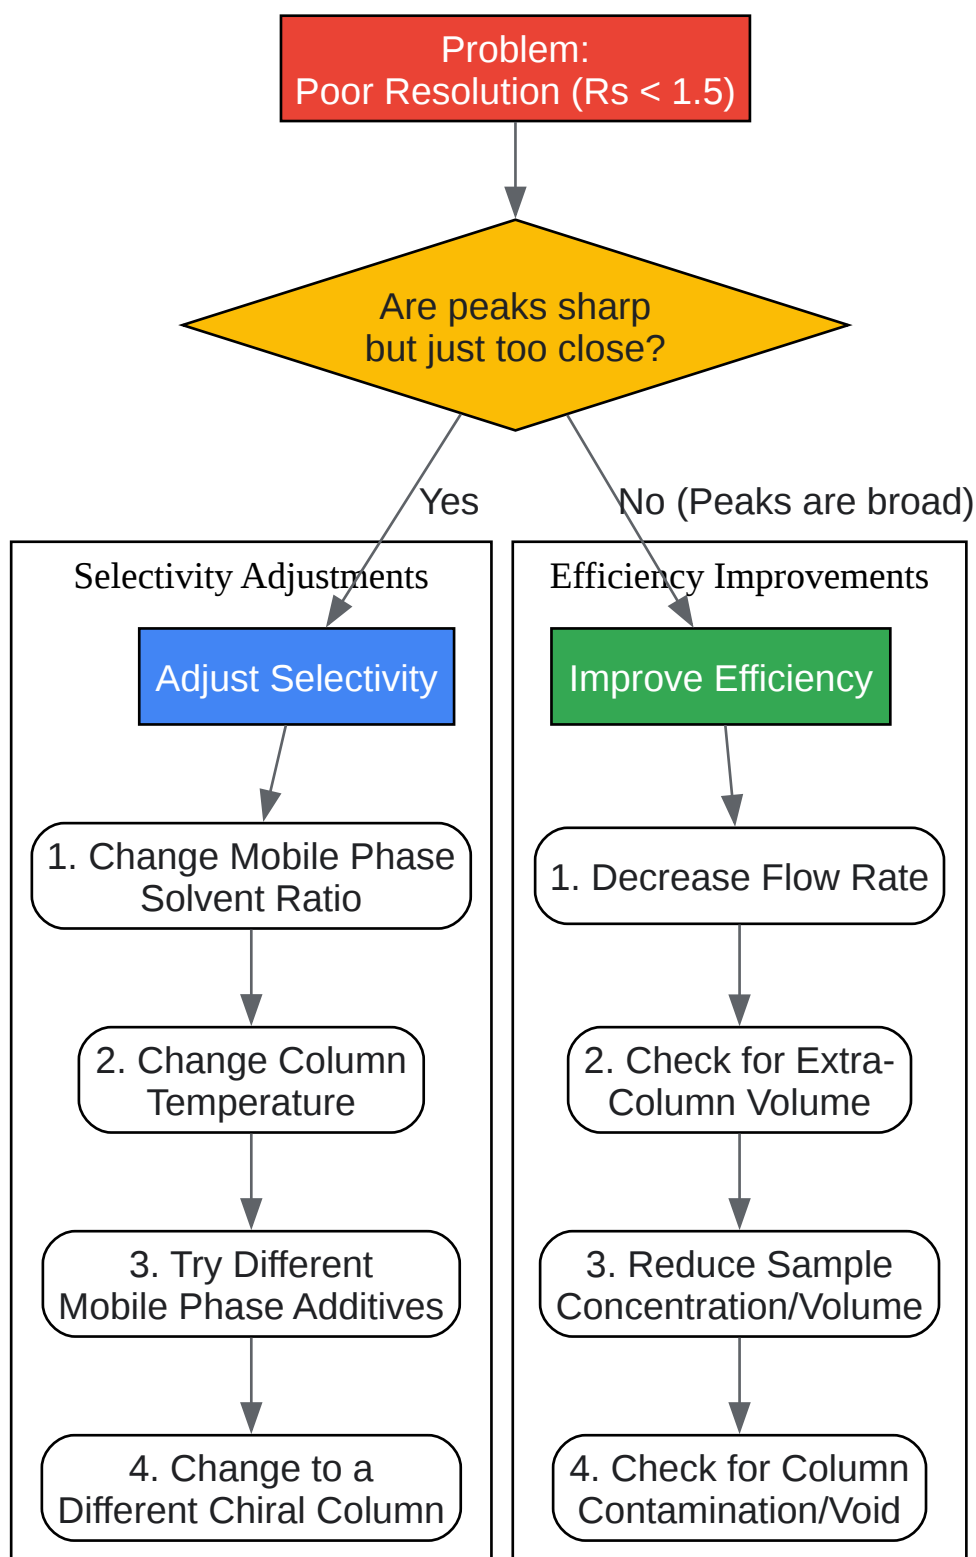 Problem:
Poor Resolution (Rs < 1.5)
Are peaks sharp
but just too close?
Yes
No (Peaks are broad)
Selectivity Adjustments
Adjust Selectivity
1. Change Mobile Phase
Solvent Ratio
2. Change Column
Temperature
3. Try Different
Mobile Phase Additives
4. Change to a
Different Chiral Column
Efficiency Improvements
Improve Efficiency
1. Decrease Flow Rate
2. Check for Extra-
Column Volume
3. Reduce Sample
Concentration/Volume
4. Check for Column
Contamination/Void